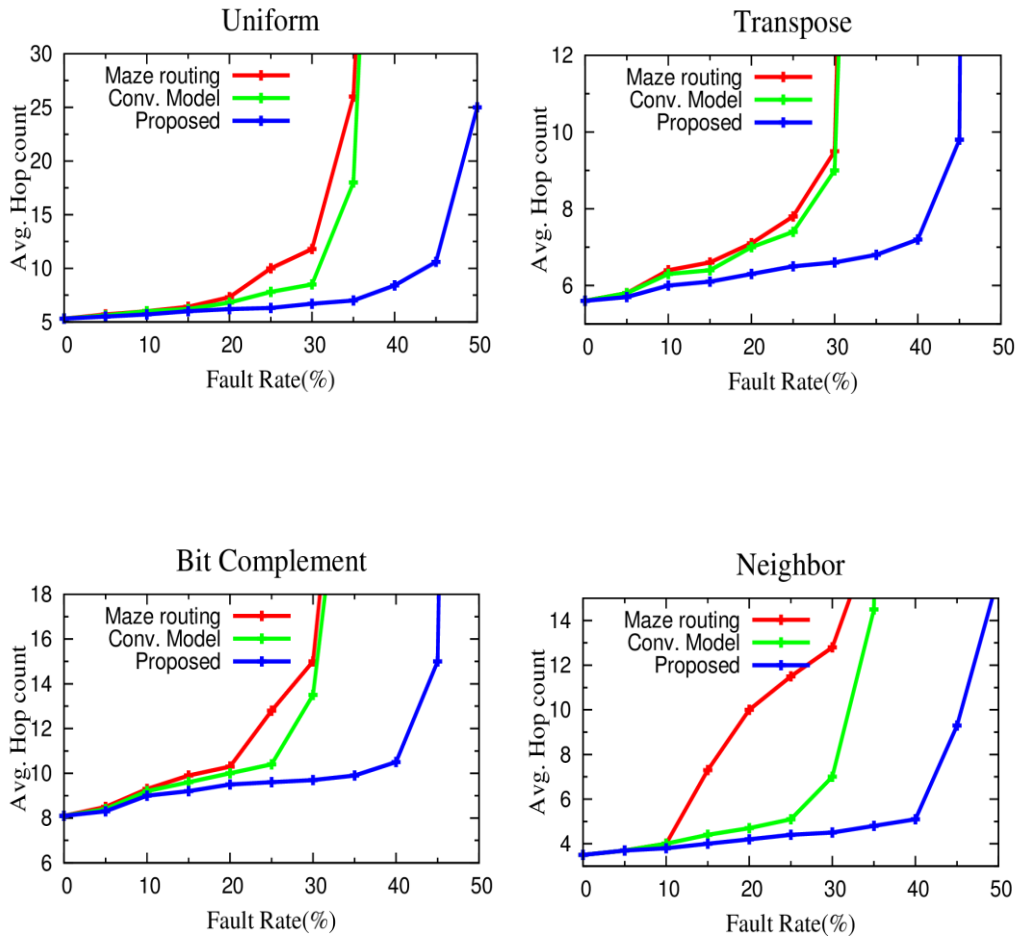 Uniform
30
25
20
15
10
5
Avg. Hop count
Maze routing
Conv. Model
Proposed
0 10 20 30 40 50
Fault Rate(%)
Transpose
12
10
8
6
Avg. Hop count
Maze routing
Conv. Model
Proposed
0 10 20 30 40 50
Fault Rate(%)
Bit Complement
18
16
14
12
10
8
6
Avg. Hop count
Maze routing
Conv. Model
Proposed
0 10 20 30 40 50
Fault Rate(%)
Neighbor
14
12
10
8
6
4
Avg. Hop count
Maze routing
Conv. Model
Proposed
0 10 20 30 40 50
Fault Rate(%)